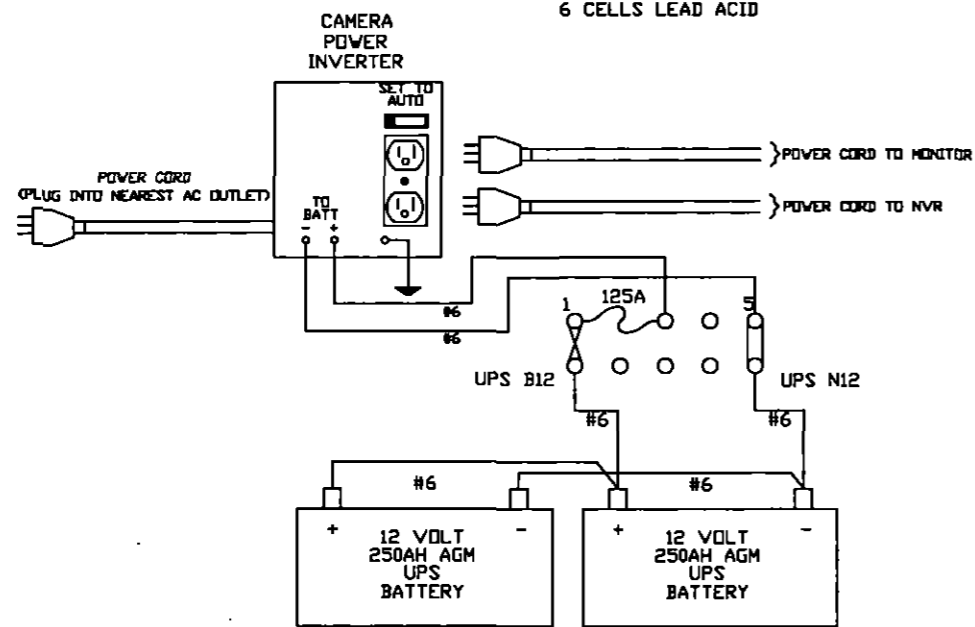 6 CELLS LEAD ACID
CAMERA
POWER
INVERTER
SET TO
AUTO
POWER CORD TO MONITOR
POWER CORD
(PLUG INTO NEAREST AC OUTLET)
TO
BATT
- +
POWER CORD TO NVR
#6
#6
1
125A
5
UPS B12
UPS N12
#6
#6
#6
#6
+ -
12 VOLT
250AH AGM
UPS
BATTERY
+ -
12 VOLT
250AH AGM
UPS
BATTERY